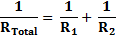 1/R_Total = 1/R_1 + 1/R_2